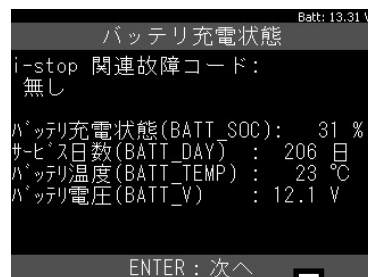 Batt: 13.31 V
バッテリ充電状態
i-stop 関連故障コード:
無し
ﾊﾞｯﾃﾘ充電状態(BATT_SOC): 31 %
ｻｰﾋﾞｽ日数(BATT_DAY) : 206 日
ﾊﾞｯﾃﾘ温度(BATT_TEMP) : 23 ℃
ﾊﾞｯﾃﾘ電圧(BATT_V) : 12.1 V
ENTER : 次へ